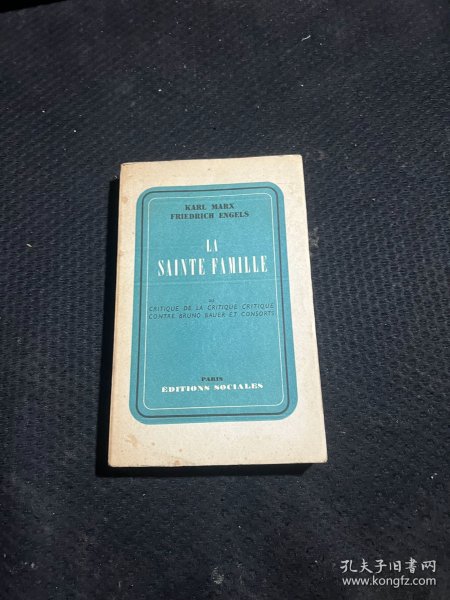 KARL MARX
FRIEDRICH ENGELS
LA
SAINTE FAMILLE
ou
CRITIQUE DE LA CRITIQUE CRITIQUE
CONTRE BRUNO BAUER ET CONSORTS
PARIS
ÉDITIONS SOCIALES
孔夫子旧书网
www.kongfz.com